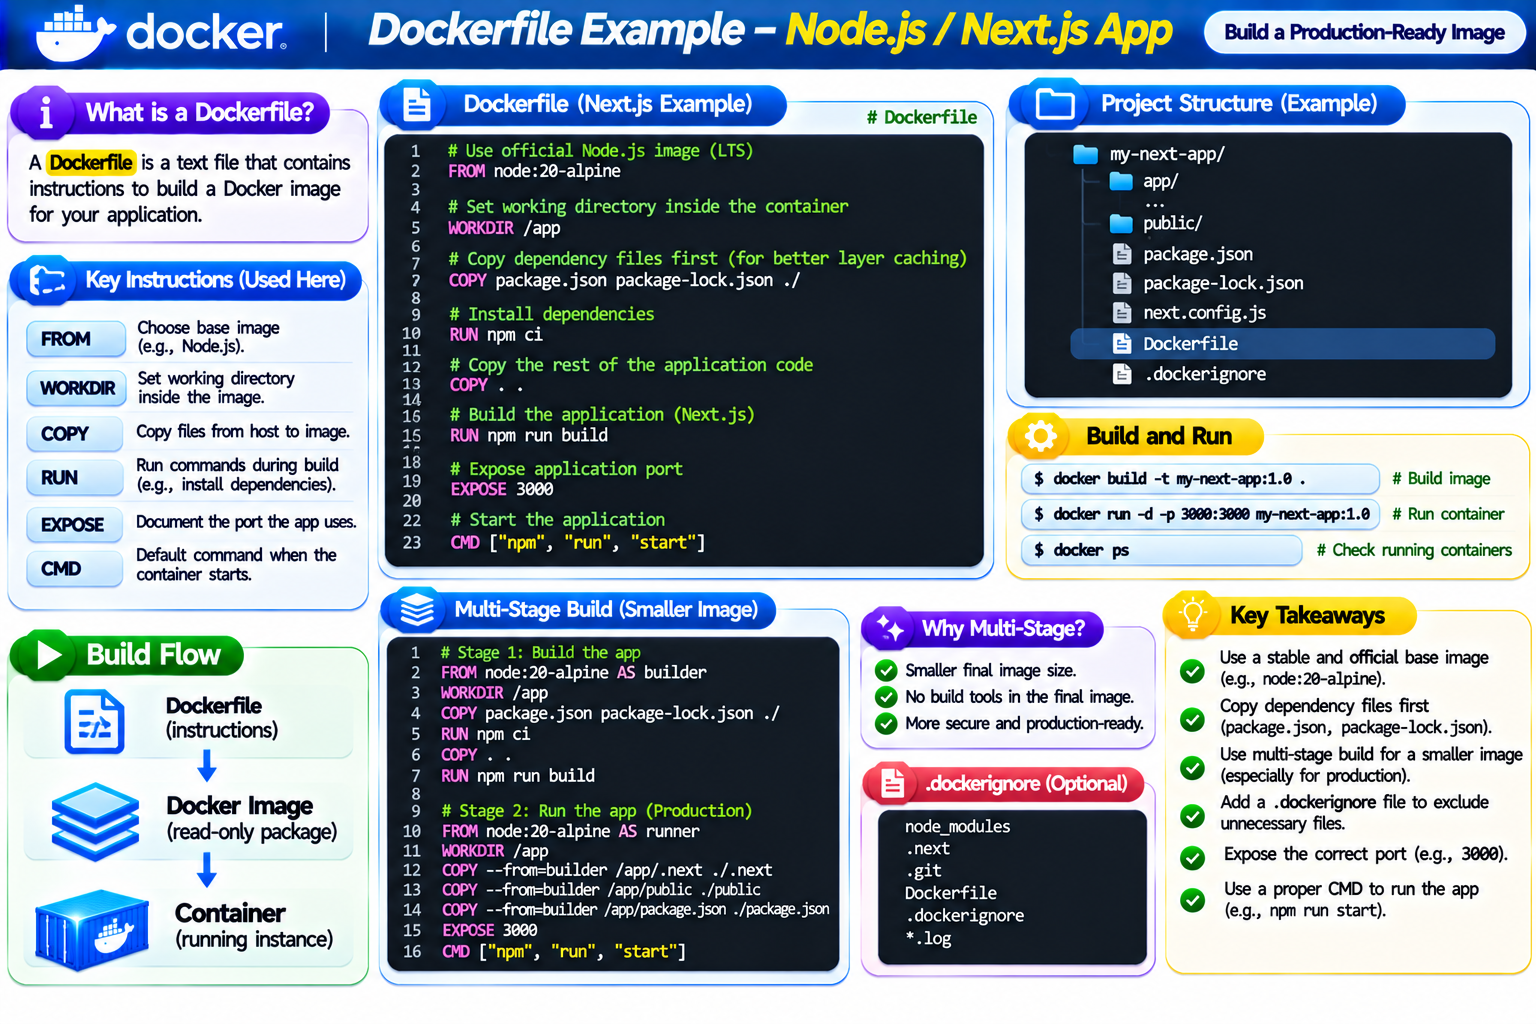 docker.
Dockerfile Example – Node.js / Next.js App
Build a Production-Ready Image
What is a Dockerfile?
A Dockerfile is a text file that contains
instructions to build a Docker image
for your application.
Key Instructions (Used Here)
FROM
Choose base image
(e.g., Node.js).
WORKDIR
Set working directory
inside the image.
COPY
Copy files from host to image.
RUN
Run commands during build
(e.g., install dependencies).
EXPOSE
Document the port the app uses.
CMD
Default command when the
container starts.
Build Flow
Dockerfile
(instructions)
Docker Image
(read-only package)
Container
(running instance)
Dockerfile (Next.js Example)
# Dockerfile
1 # Use official Node.js image (LTS)
2 FROM node:20-alpine
3
4 # Set working directory inside the container
5 WORKDIR /app
6
7 # Copy dependency files first (for better layer caching)
7 COPY package.json package-lock.json ./
8
9 # Install dependencies
10 RUN npm ci
11
12 # Copy the rest of the application code
13 COPY . .
14
16 # Build the application (Next.js)
15 RUN npm run build
18 # Expose application port
19 EXPOSE 3000
20
22 # Start the application
23 CMD ["npm", "run", "start"]
Multi-Stage Build (Smaller Image)
1 # Stage 1: Build the app
2 FROM node:20-alpine AS builder
3 WORKDIR /app
4 COPY package.json package-lock.json ./
5 RUN npm ci
6 COPY . .
7 RUN npm run build
8
9 # Stage 2: Run the app (Production)
10 FROM node:20-alpine AS runner
11 WORKDIR /app
12 COPY --from=builder /app/.next ./.next
13 COPY --from=builder /app/public ./public
14 COPY --from=builder /app/package.json ./package.json
15 EXPOSE 3000
16 CMD ["npm", "run", "start"]
Project Structure (Example)
my-next-app/
app/
...
public/
package.json
package-lock.json
next.config.js
Dockerfile
.dockerignore
Build and Run
$ docker build -t my-next-app:1.0 . # Build image
$ docker run -d -p 3000:3000 my-next-app:1.0 # Run container
$ docker ps # Check running containers
Why Multi-Stage?
Smaller final image size.
No build tools in the final image.
More secure and production-ready.
.dockerignore (Optional)
node_modules
.next
.git
Dockerfile
.dockerignore
*.log
Key Takeaways
Use a stable and official base image
(e.g., node:20-alpine).
Copy dependency files first
(package.json, package-lock.json).
Use multi-stage build for a smaller image
(especially for production).
Add a .dockerignore file to exclude
unnecessary files.
Expose the correct port (e.g., 3000).
Use a proper CMD to run the app
(e.g., npm run start).